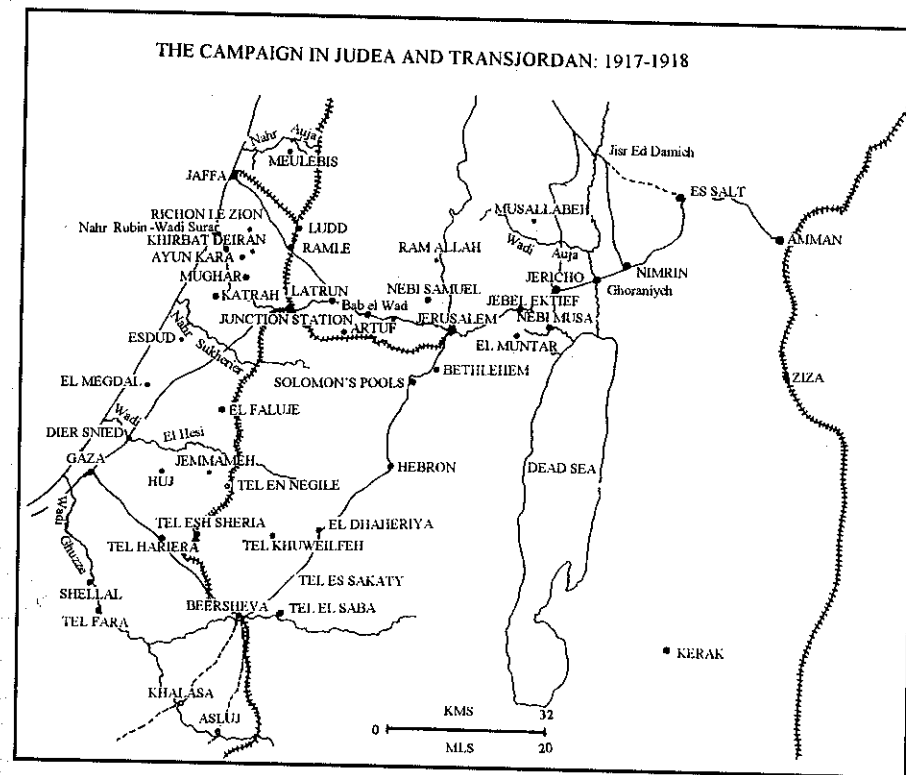 THE CAMPAIGN IN JUDEA AND TRANSJORDAN: 1917-1918
Nahr Auja
MEULEBIS
Jisr Ed Damieh
JAFFA
ES SALT
RICHON LE ZION
MUSALLABEH
Nahr Rubin -Wadi Surar
LUDD
Wadi Auja
AMMAN
KHIRBAT DEIRAN
RAMLE
RAM ALLAH
AYUN KARA
JERICHO
NIMRIN
MUGHAR
LATRUN
NEBI SAMUEL
Ghoraniyeh
KATRAH
Bab el Wad
JEBEL EKTIEF
JUNCTION STATION
JERUSALEM
NEBI MUSA
ARTUF
ESDUD
Nahr Sukhener
El MUNTAR
BETHLEHEM
EL MEGDAL
SOLOMON'S POOLS
ZIZA
Wadi El Hesi
EL FALUJE
DIER SNIED
GAZA
JEMMAMEH
HEBRON
DEAD SEA
HUJ
TEL EN NEGILE
Wadi Ghuzze
TEL ESH SHERIA
EL DHAHERIYA
TEL HARIERA
TEL KHUWEILFEH
TEL ES SAKATY
SHELLAL
BEERSHEVA
TEL EL SABA
TEL FARA
KERAK
KHALASA
ASLUJ
KMS 32
0
MLS 20